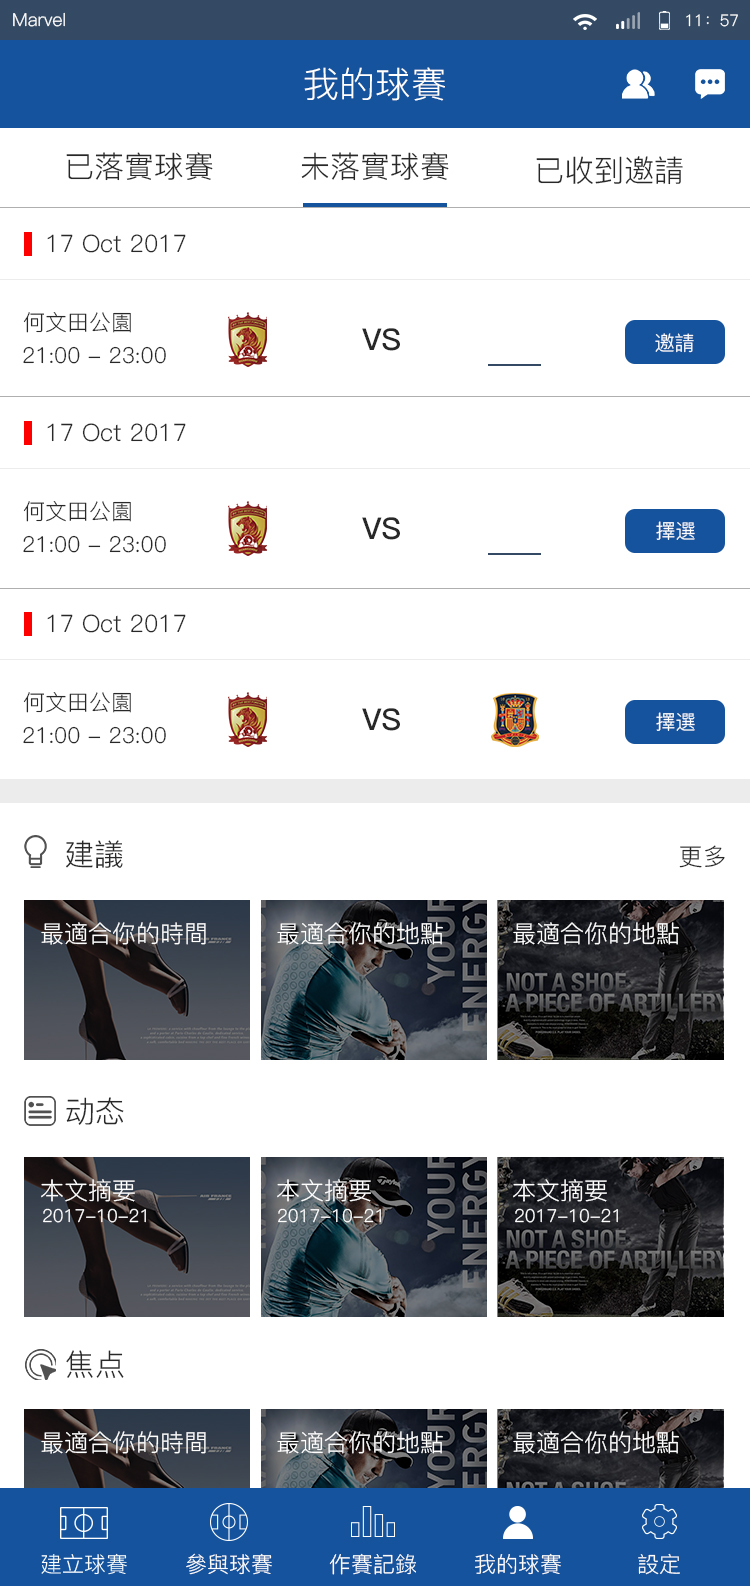 Marvel
11: 57
我的球賽
已落實球賽
未落實球賽
已收到邀請
17 Oct 2017
何文田公園
21:00 – 23:00
VS
邀請
17 Oct 2017
何文田公園
21:00 – 23:00
VS
擇選
17 Oct 2017
何文田公園
21:00 – 23:00
VS
擇選
建議
更多
最適合你的時間
最適合你的地點
YOUR
ENERGY
最適合你的地點
NOT A SHOE.
A PIECE OF ARTILLERY
动态
本文摘要
2017–10–21
本文摘要
2017–10–21
YOUR
ENERGY
本文摘要
2017–10–21
NOT A SHOE.
A PIECE OF ARTILLERY
焦点
最適合你的時間
最適合你的地點
最適合你的地點
建立球賽
參與球賽
作賽記錄
我的球賽
設定